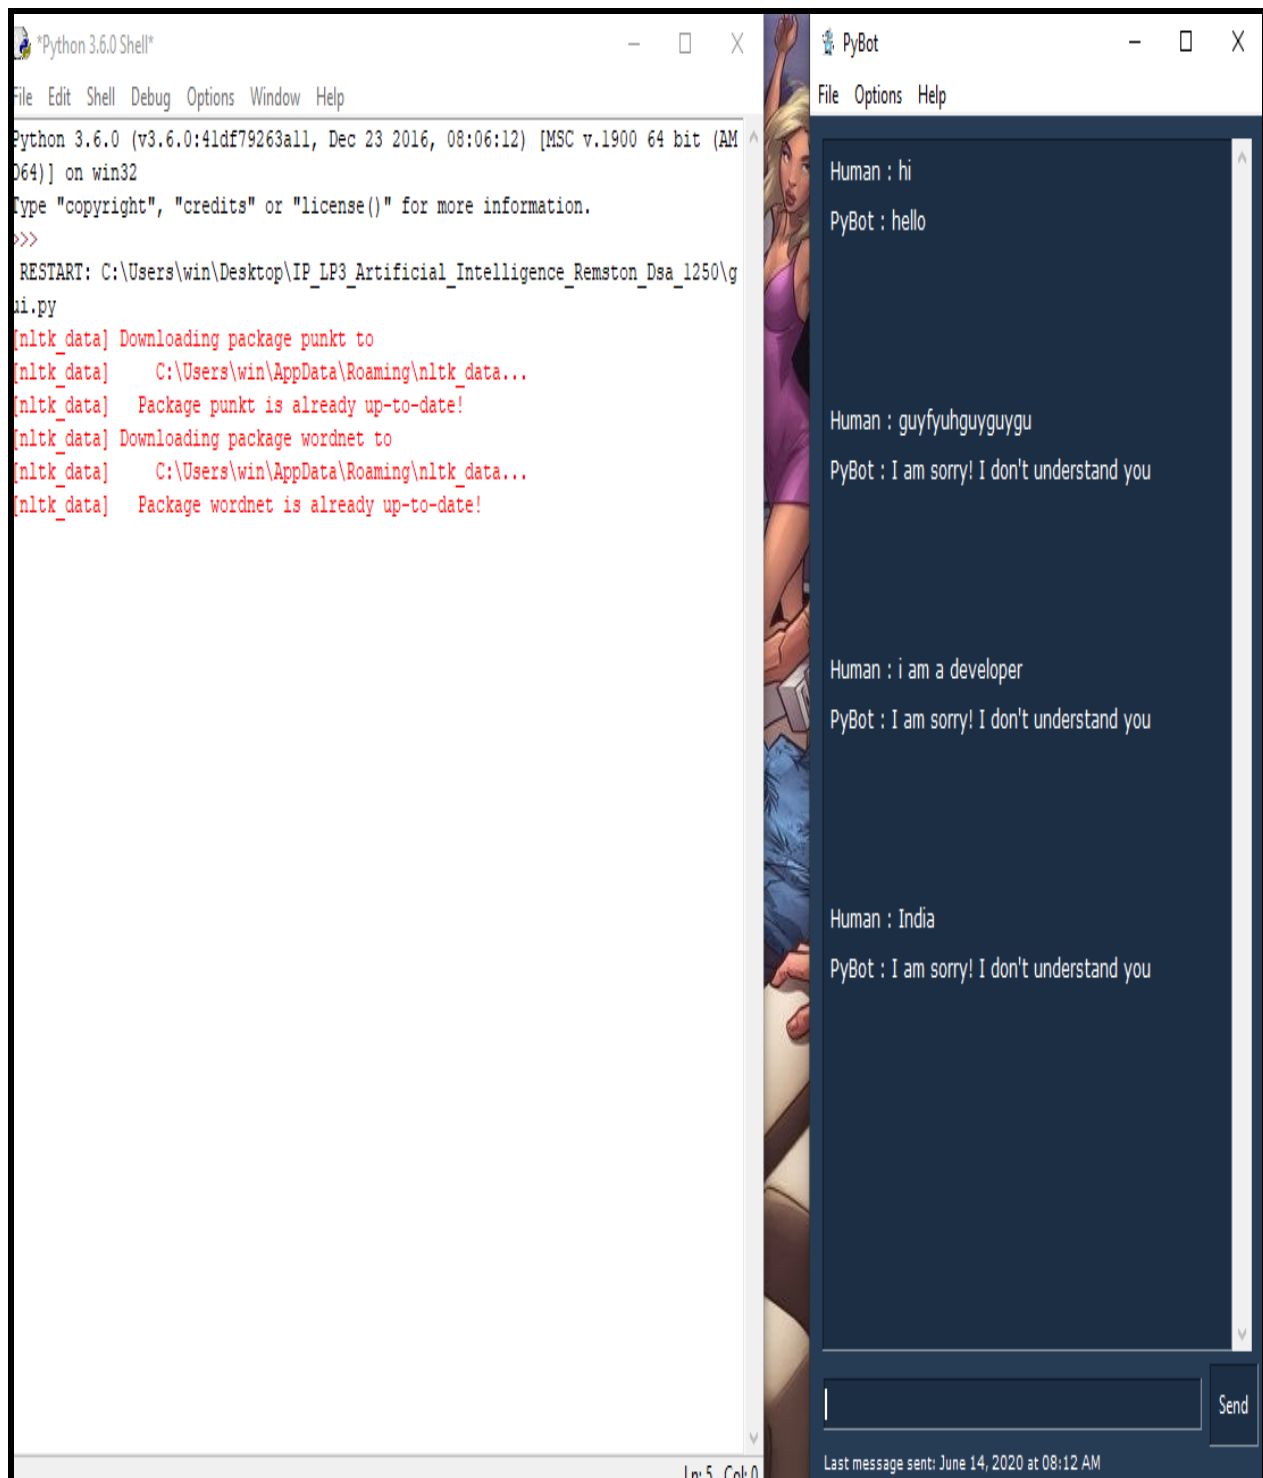 *Python 3.6.0 Shell*
File Edit Shell Debug Options Window Help
Python 3.6.0 (v3.6.0:41df79263a11, Dec 23 2016, 08:06:12) [MSC v.1900 64 bit (AM
D64)] on win32
Type "copyright", "credits" or "license()" for more information.
>>>
RESTART: C:\Users\win\Desktop\IP_LP3_Artificial_Intelligence_Remston_Dsa_1250\g
ui.py
[nltk_data] Downloading package punkt to
[nltk_data]     C:\Users\win\AppData\Roaming\nltk_data...
[nltk_data]   Package punkt is already up-to-date!
[nltk_data] Downloading package wordnet to
[nltk_data]     C:\Users\win\AppData\Roaming\nltk_data...
[nltk_data]   Package wordnet is already up-to-date!
Ln: 5 Col: 0
PyBot
File Options Help
Human : hi
PyBot : hello
Human : guyfyuhguyguygu
PyBot : I am sorry! I don't understand you
Human : i am a developer
PyBot : I am sorry! I don't understand you
Human : India
PyBot : I am sorry! I don't understand you
Send
Last message sent: June 14, 2020 at 08:12 AM